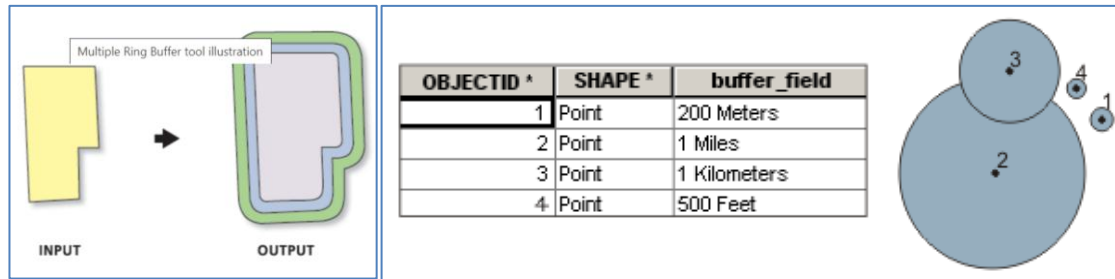 Multiple Ring Buffer tool illustration
INPUT
OUTPUT
OBJECTID * SHAPE * buffer_field
1 Point 200 Meters
2 Point 1 Miles
3 Point 1 Kilometers
4 Point 500 Feet
3
4
1
2